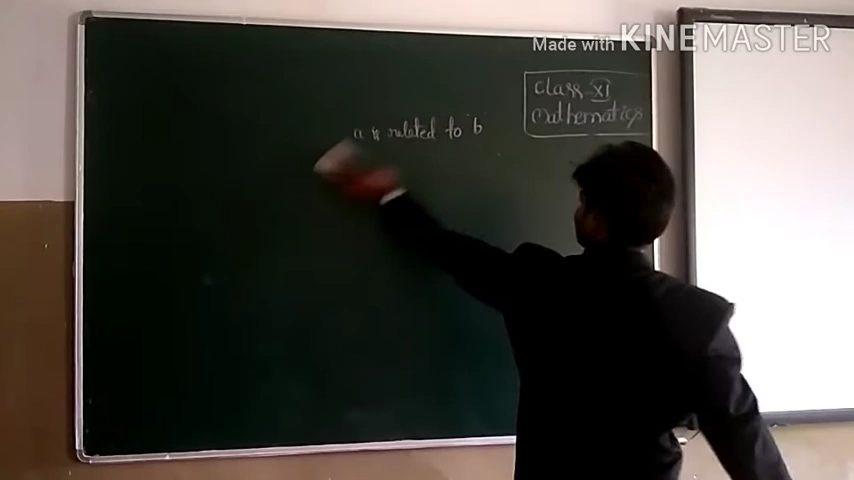 Made with KINEMASTER
class XI
Mathematics
a is related to b